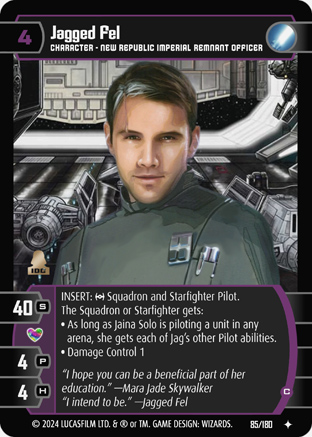 4 Jagged Fel
CHARACTER - NEW REPUBLIC IMPERIAL REMNANT OFFICER
40 S
INSERT: Squadron and Starfighter Pilot.
The Squadron or Starfighter gets:
• As long as Jaina Solo is piloting a unit in any
arena, she gets each of Jag's other Pilot abilities.
• Damage Control 1
4 P
4 H
"I hope you can be a beneficial part of her
education." —Mara Jade Skywalker
"I intend to be." —Jagged Fel
C
© 2024 LUCASFILM LTD. & ® or TM. GAME DESIGN: WIZARDS. 85/180